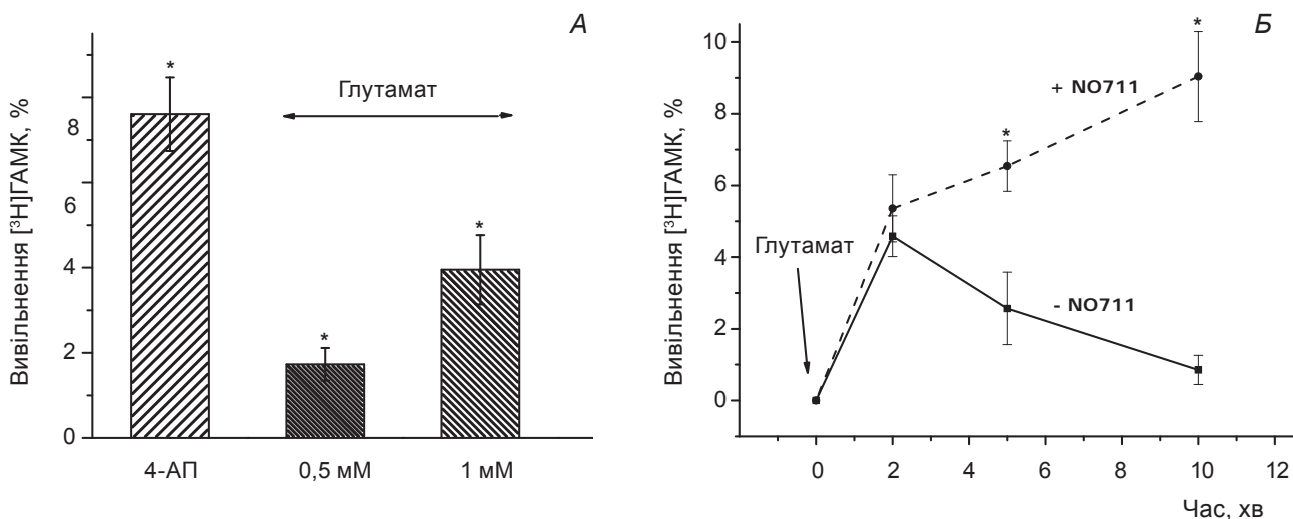 А
Вивільнення [³H]ГАМК, %
8
6
4
2
0
*
*
*
Глутамат
4-АП
0,5 мМ
1 мМ
Б
Вивільнення [³H]ГАМК, %
10
8
6
4
2
0
*
*
+ NO711
- NO711
Глутамат
0 2 4 6 8 10 12
Час, хв